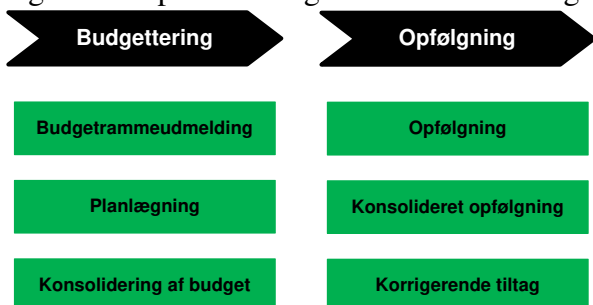 Budgettering
Opfølgning
Budgetrammeudmelding
Opfølgning
Planlægning
Konsolideret opfølgning
Konsolidering af budget
Korrigerende tiltag